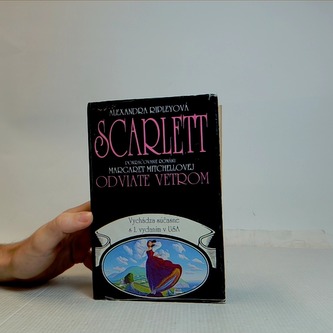 ALEXANDRA RIPLEYOVÁ
SCARLETT
POKRAČOVANIE ROMÁNU
MARGARET MITCHELLOVEJ
ODVIATE VETROM
Vychádza súčasne
s 1. vydaním v USA